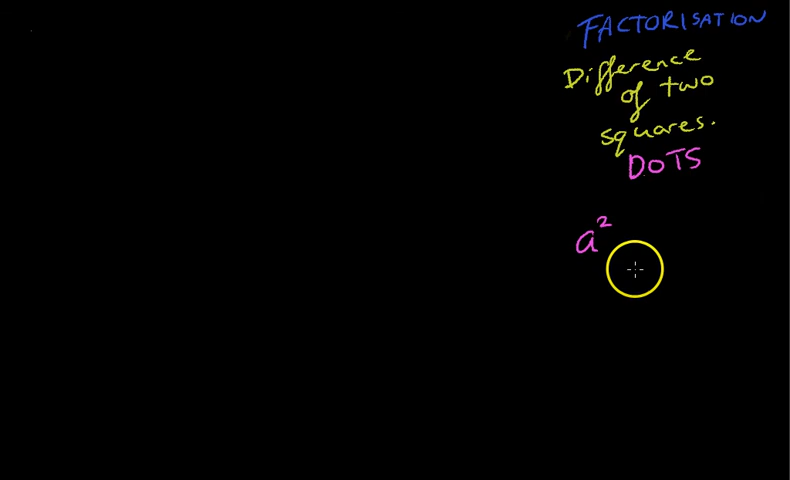 FACTORISATION
Difference
of two
squares.
DOTS
a²